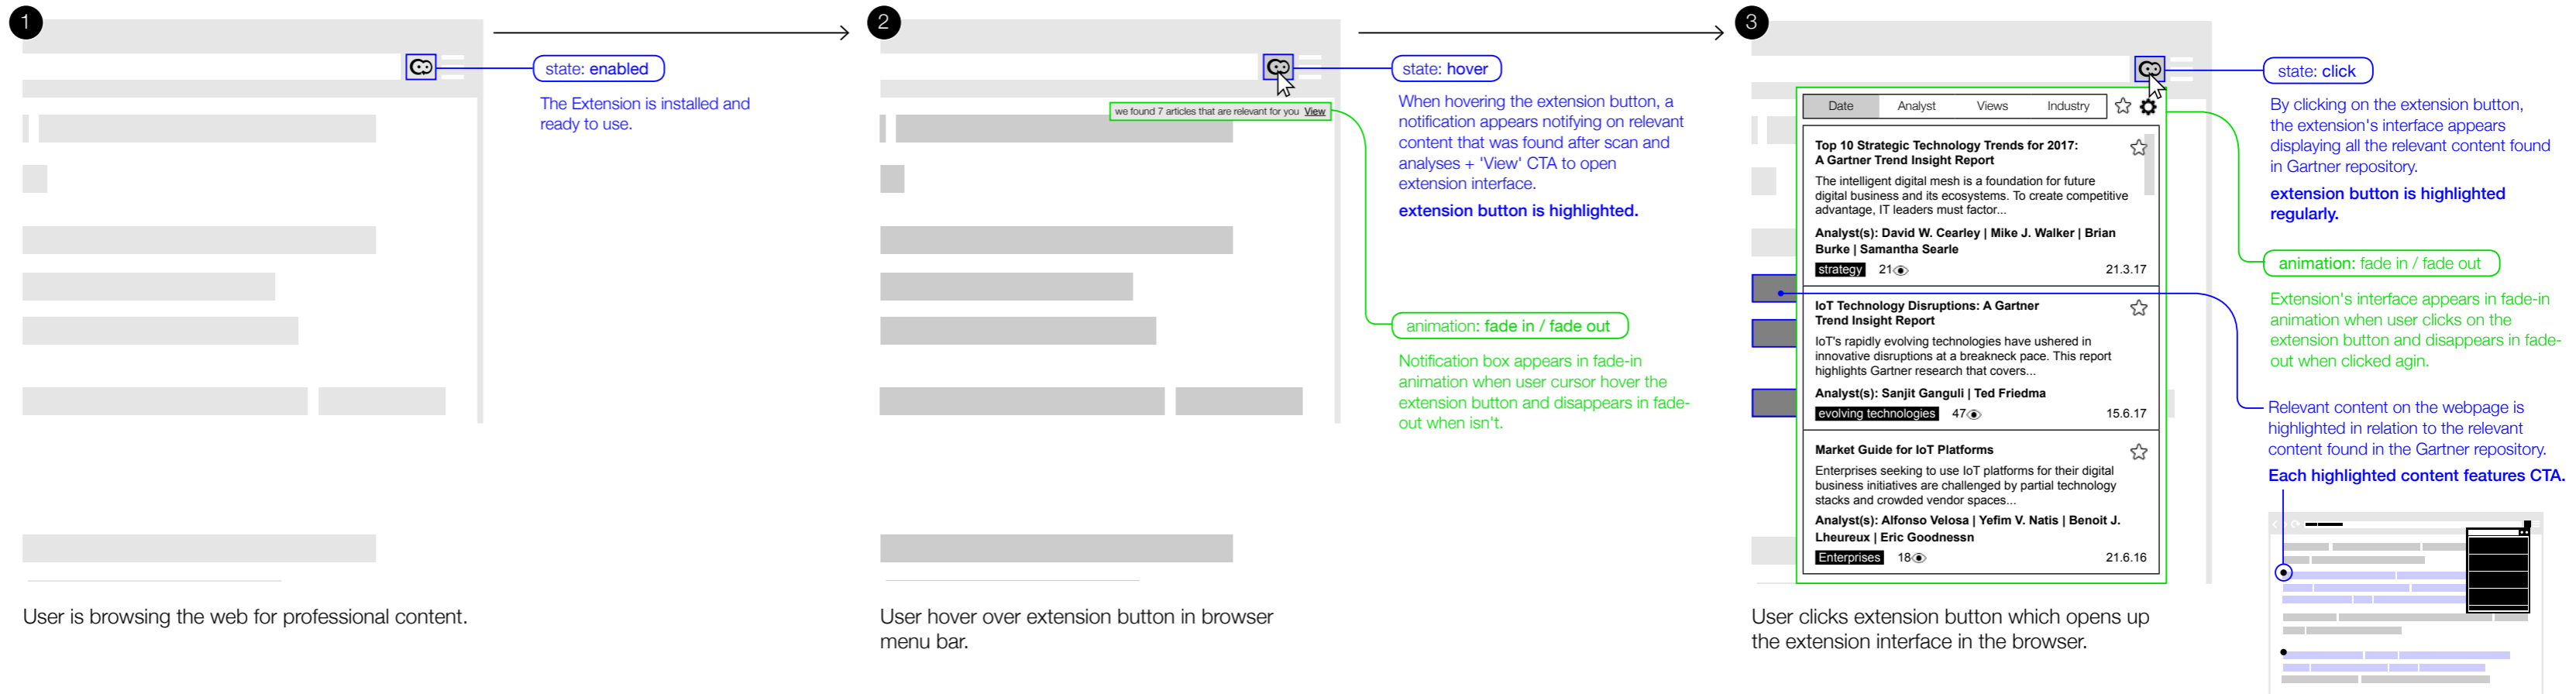 1
state: enabled
The Extension is installed and
ready to use.
User is browsing the web for professional content.
2
we found 7 articles that are relevant for you View
state: hover
When hovering the extension button, a
notification appears notifying on relevant
content that was found after scan and
analyses + 'View' CTA to open
extension interface.
extension button is highlighted.
animation: fade in / fade out
Notification box appears in fade-in
animation when user cursor hover the
extension button and disappears in fade-
out when isn't.
User hover over extension button in browser
menu bar.
3
Date Analyst Views Industry
Top 10 Strategic Technology Trends for 2017:
A Gartner Trend Insight Report
The intelligent digital mesh is a foundation for future
digital business and its ecosystems. To create competitive
advantage, IT leaders must factor...
Analyst(s): David W. Cearley | Mike J. Walker | Brian
Burke | Samantha Searle
strategy 21 21.3.17
IoT Technology Disruptions: A Gartner
Trend Insight Report
IoT's rapidly evolving technologies have ushered in
innovative disruptions at a breakneck pace. This report
highlights Gartner research that covers...
Analyst(s): Sanjit Ganguli | Ted Friedma
evolving technologies 47 15.6.17
Market Guide for IoT Platforms
Enterprises seeking to use IoT platforms for their digital
business initiatives are challenged by partial technology
stacks and crowded vendor spaces...
Analyst(s): Alfonso Velosa | Yefim V. Natis | Benoit J.
Lheureux | Eric Goodnessn
Enterprises 18 21.6.16
User clicks extension button which opens up
the extension interface in the browser.
state: click
By clicking on the extension button,
the extension's interface appears
displaying all the relevant content found
in Gartner repository.
extension button is highlighted
regularly.
animation: fade in / fade out
Extension's interface appears in fade-in
animation when user clicks on the
extension button and disappears in fade-
out when clicked agin.
Relevant content on the webpage is
highlighted in relation to the relevant
content found in the Gartner repository.
Each highlighted content features CTA.